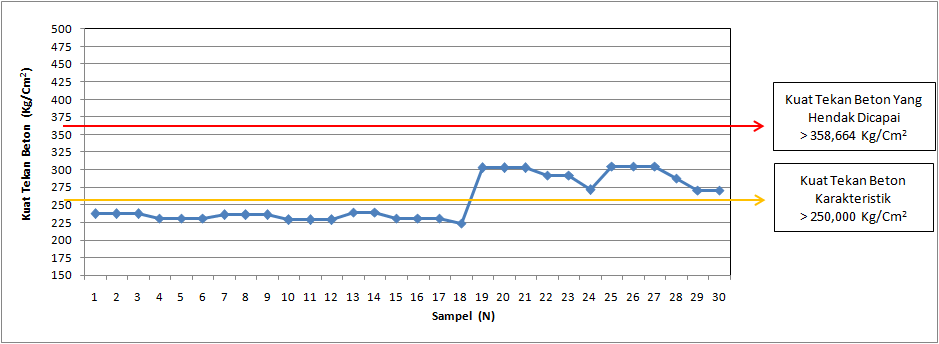 500
475
450
425
400
375
350
325
300
275
250
225
200
175
150
Kuat Tekan Beton (Kg/Cm²)
1 2 3 4 5 6 7 8 9 10 11 12 13 14 15 16 17 18 19 20 21 22 23 24 25 26 27 28 29 30
Sampel (N)
Kuat Tekan Beton Yang
Hendak Dicapai
> 358,664 Kg/Cm²
Kuat Tekan Beton
Karakteristik
> 250,000 Kg/Cm²